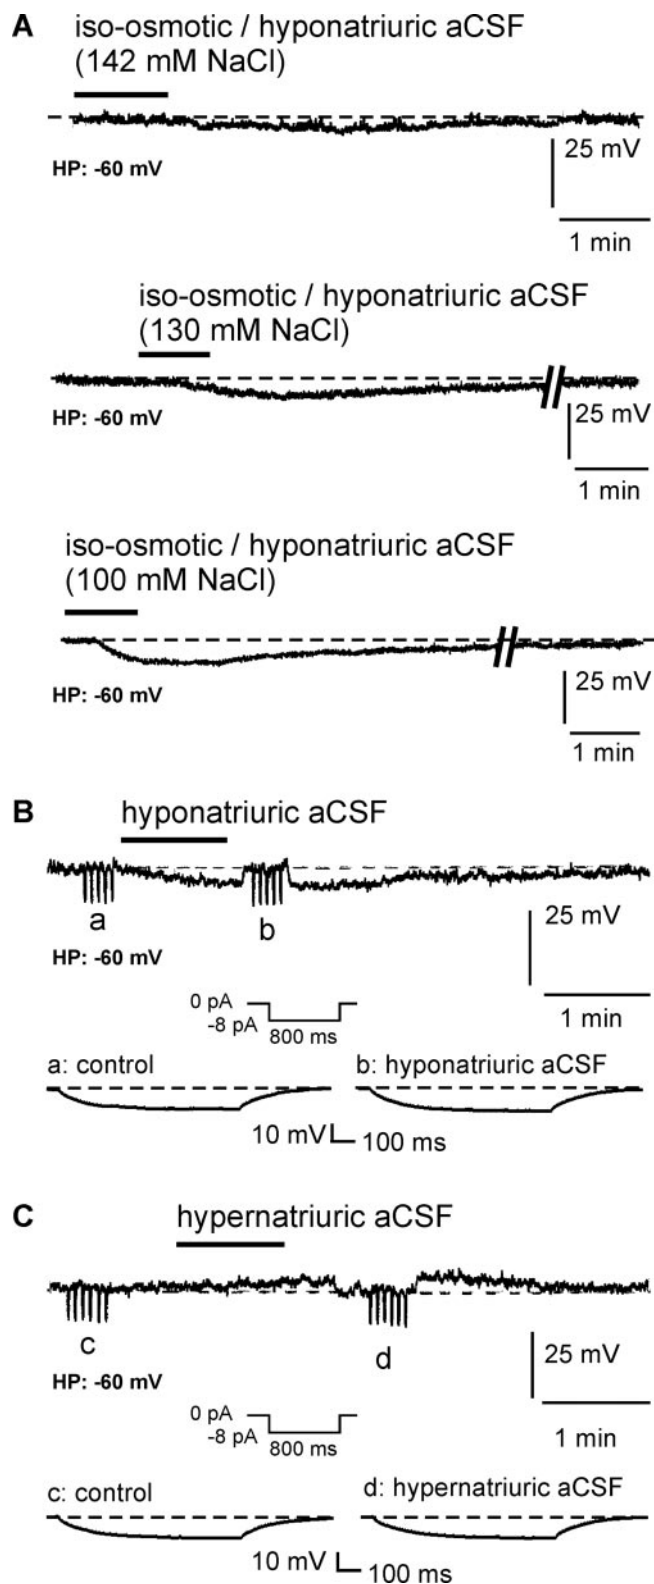 A
iso-osmotic / hyponatriuric aCSF
(142 mM NaCl)
HP: -60 mV
25 mV
1 min
iso-osmotic / hyponatriuric aCSF
(130 mM NaCl)
HP: -60 mV
25 mV
1 min
iso-osmotic / hyponatriuric aCSF
(100 mM NaCl)
HP: -60 mV
25 mV
1 min
B
hyponatriuric aCSF
a
b
HP: -60 mV
25 mV
1 min
0 pA
-8 pA
800 ms
a: control
b: hyponatriuric aCSF
10 mV
100 ms
C
hypernatriuric aCSF
c
d
HP: -60 mV
25 mV
1 min
0 pA
-8 pA
800 ms
c: control
d: hypernatriuric aCSF
10 mV
100 ms